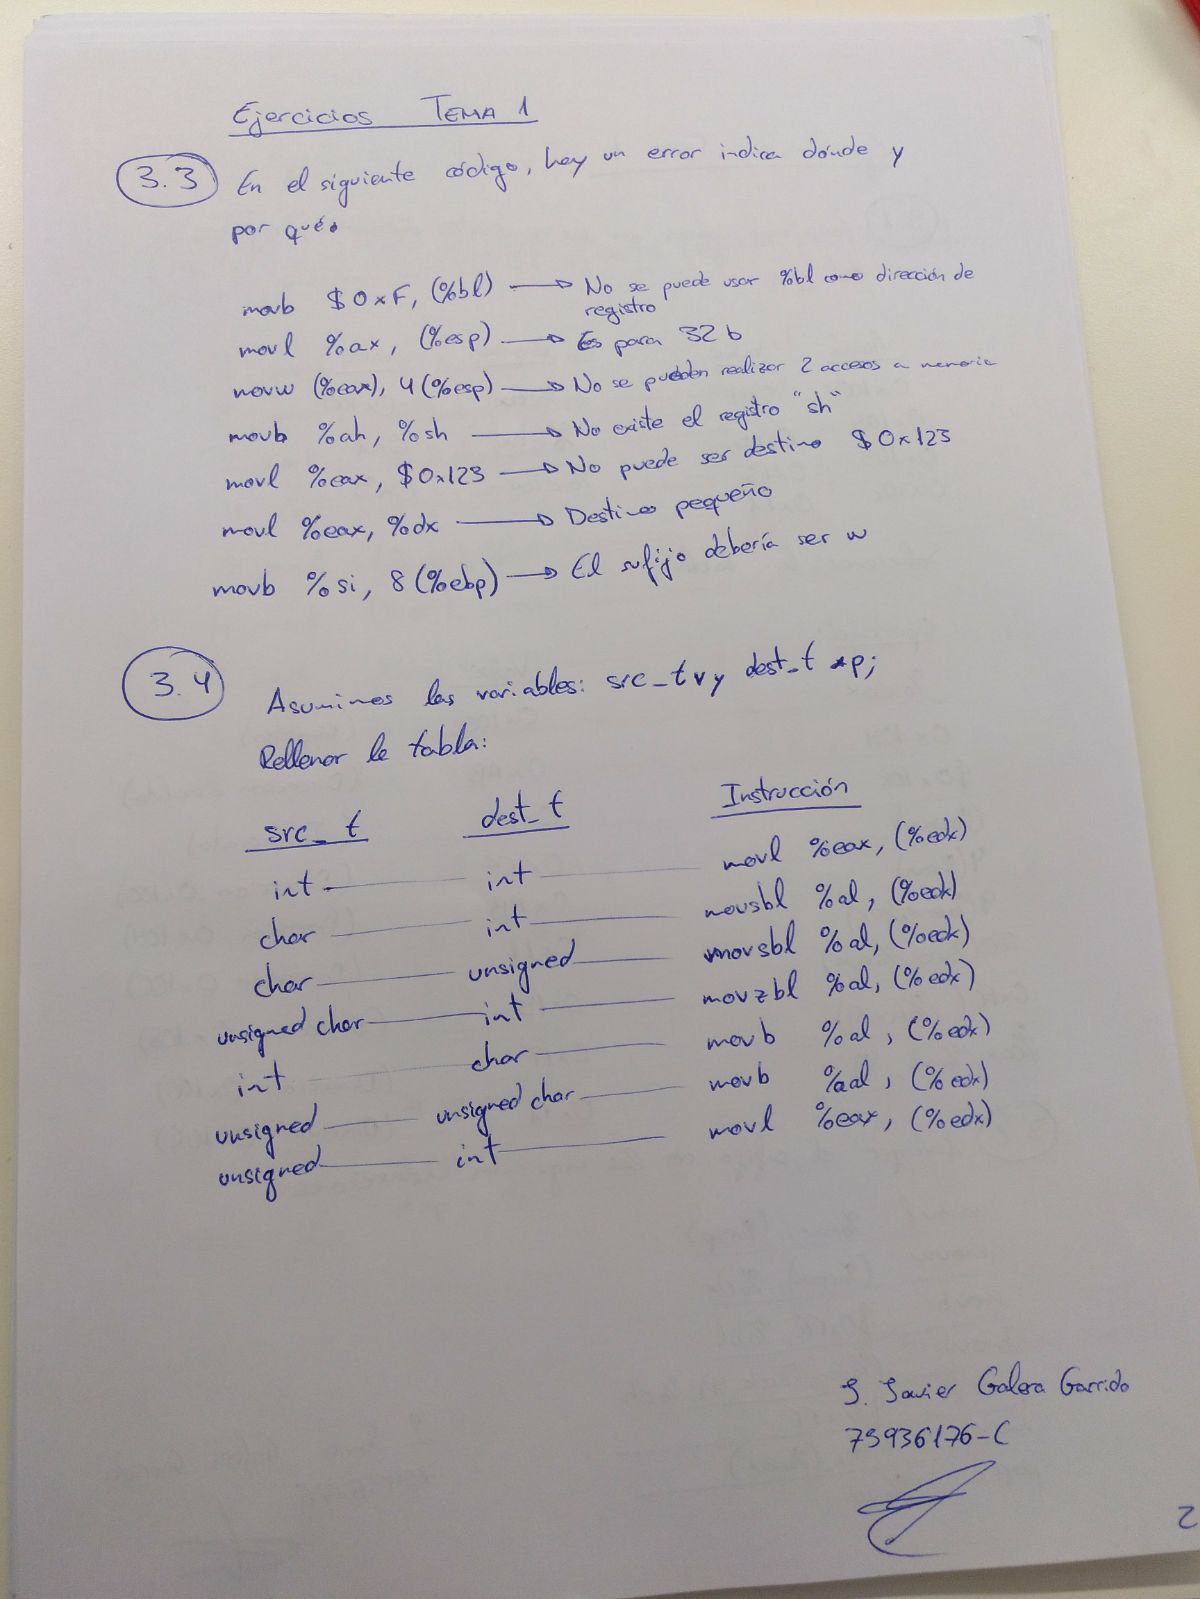 Ejercicios TEMA 1
3.3 En el siguiente código, hay un error indica dónde y
por qué.
movb $0xF, (%bl) → No se puede usar %bl como dirección de
registro
movl %ax, (%esp) → Es para 32 b
movw (%eax), 4(%esp) → No se pueden realizar 2 accesos a memoria
movb %ah, %sh → No existe el registro "sh"
movl %eax, $0x123 → No puede ser destino $0x123
movl %eax, %dx → Destino pequeño
movb %si, 8(%ebp) → El sufijo debería ser w
3.4 Asumimos las variables: src_t v y dest_t *p;
Rellenar la tabla:
src_t dest_t Instrucción
int int movl %eax, (%edx)
char int movsbl %al, (%edx)
char unsigned movsbl %al, (%edx)
unsigned char int movzbl %al, (%edx)
int char movb %al, (%edx)
unsigned unsigned char movb %al, (%edx)
unsigned int movl %eax, (%edx)
J. Javier Galera Garrido
75936176-C
2